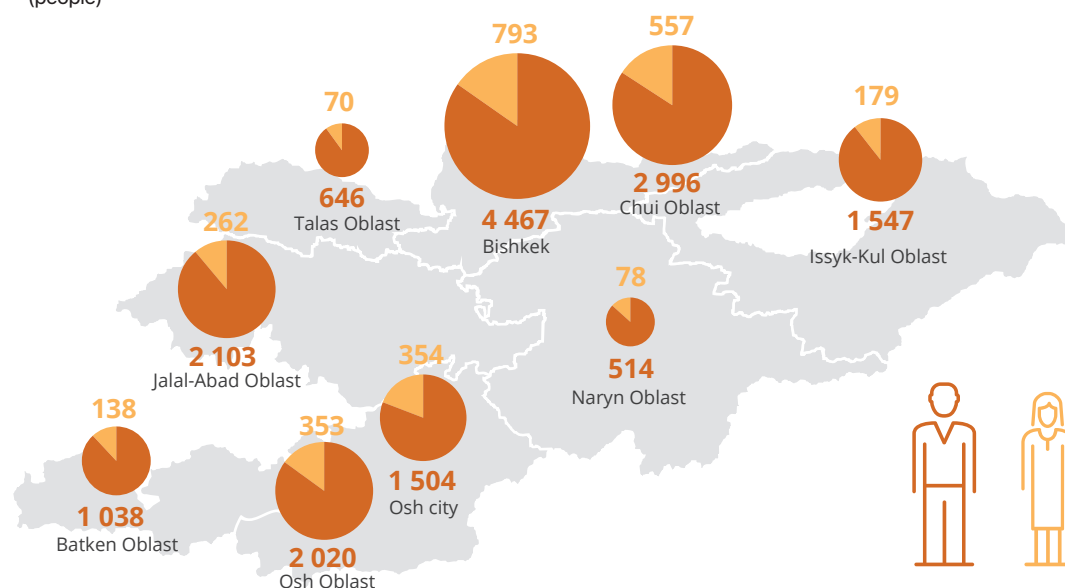 (people)
793
557
179
70
646
Talas Oblast
4 467
Bishkek
2 996
Chui Oblast
1 547
Issyk-Kul Oblast
262
2 103
Jalal-Abad Oblast
78
514
Naryn Oblast
354
1 504
Osh city
138
1 038
Batken Oblast
353
2 020
Osh Oblast